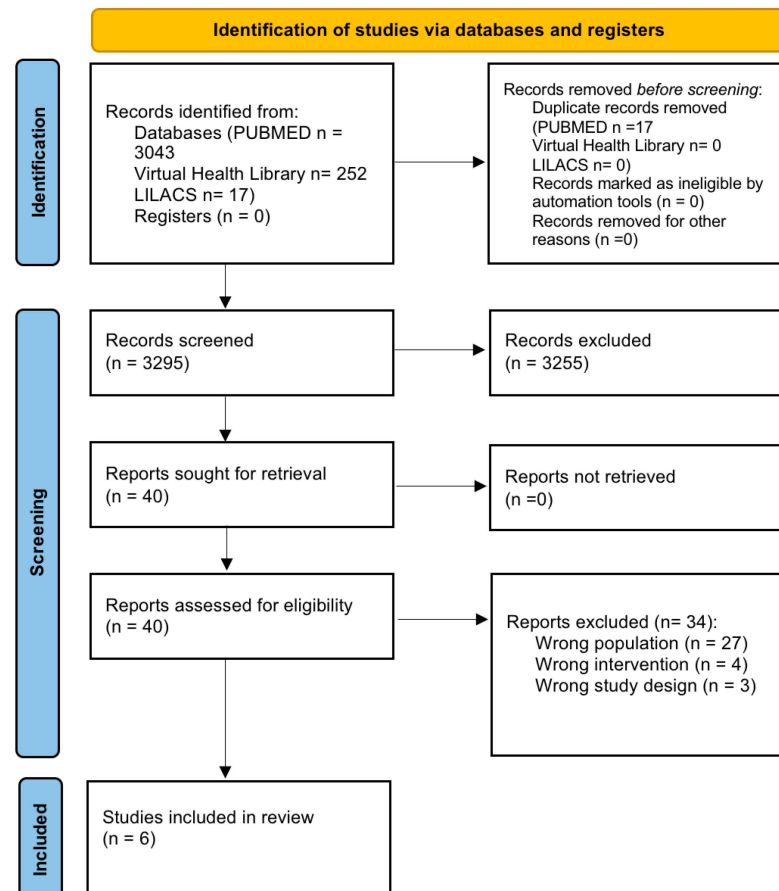 Identification of studies via databases and registers
Identification
Records identified from:
Databases (PUBMED n =
3043
Virtual Health Library n= 252
LILACS n= 17)
Registers (n = 0)
Records removed before screening:
Duplicate records removed
(PUBMED n =17
Virtual Health Library n= 0
LILACS n= 0)
Records marked as ineligible by
automation tools (n = 0)
Records removed for other
reasons (n =0)
Screening
Records screened
(n = 3295)
Records excluded
(n = 3255)
Reports sought for retrieval
(n = 40)
Reports not retrieved
(n =0)
Reports assessed for eligibility
(n = 40)
Reports excluded (n= 34):
Wrong population (n = 27)
Wrong intervention (n = 4)
Wrong study design (n = 3)
Included
Studies included in review
(n = 6)